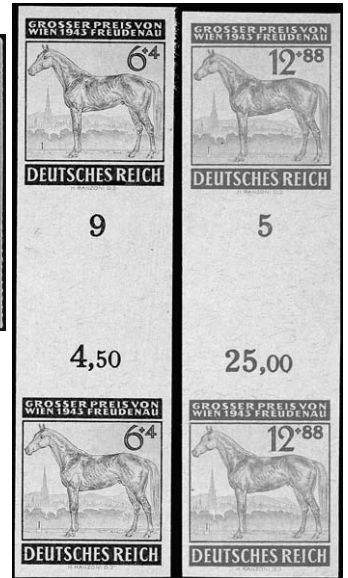 GROSSER PREIS VON
WIEN 1943 FREUDENAU
6+4
DEUTSCHES REICH
9
4,50
GROSSER PREIS VON
WIEN 1943 FREUDENAU
6+4
DEUTSCHES REICH
GROSSER PREIS VON
WIEN 1943 FREUDENAU
12+88
DEUTSCHES REICH
5
25,00
GROSSER PREIS VON
WIEN 1943 FREUDENAU
12+88
DEUTSCHES REICH